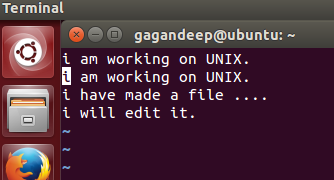 Terminal
gagandeep@ubuntu: ~
i am working on UNIX.
i am working on UNIX.
i have made a file ....
i will edit it.
~
~
~